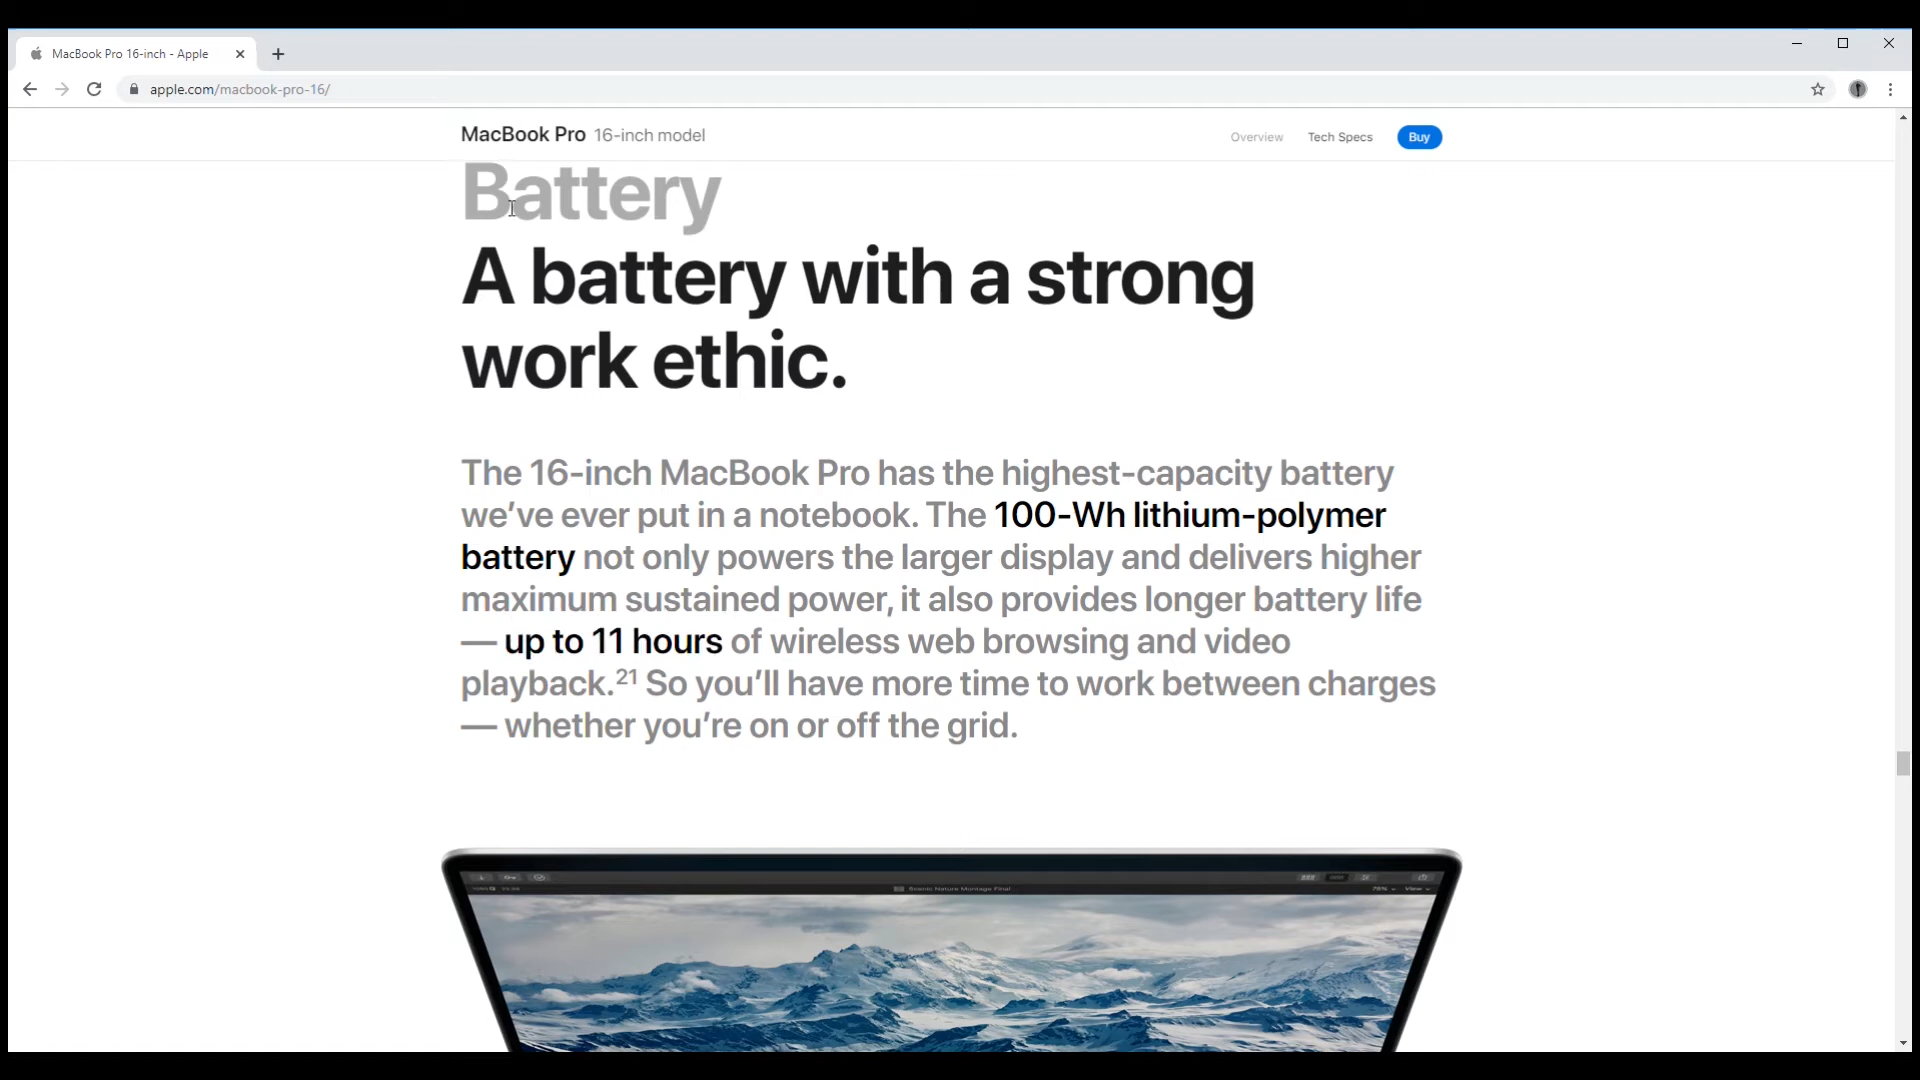 MacBook Pro 16-inch - Apple
apple.com/macbook-pro-16/
MacBook Pro 16-inch model
Overview Tech Specs Buy
Battery
A battery with a strong
work ethic.
The 16-inch MacBook Pro has the highest-capacity battery
we’ve ever put in a notebook. The 100-Wh lithium-polymer
battery not only powers the larger display and delivers higher
maximum sustained power, it also provides longer battery life
— up to 11 hours of wireless web browsing and video
playback.²¹ So you’ll have more time to work between charges
— whether you’re on or off the grid.
Scenic Nature Montage Final
View